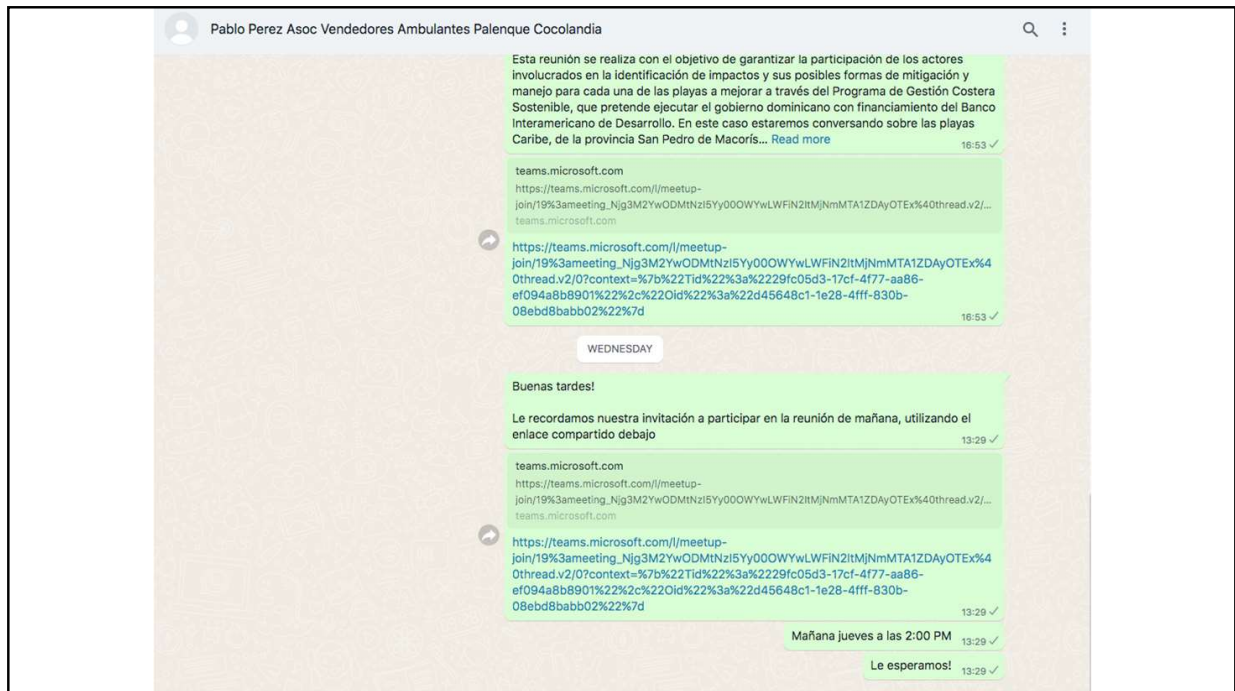 Pablo Perez Asoc Vendedores Ambulantes Palenque Cocolandia
Esta reunión se realiza con el objetivo de garantizar la participación de los actores
involucrados en la identificación de impactos y sus posibles formas de mitigación y
manejo para cada una de las playas a mejorar a través del Programa de Gestión Costera
Sostenible, que pretende ejecutar el gobierno dominicano con financiamiento del Banco
Interamericano de Desarrollo. En este caso estaremos conversando sobre las playas
Caribe, de la provincia San Pedro de Macorís... Read more
16:53
teams.microsoft.com
https://teams.microsoft.com/l/meetup-
join/19%3ameeting_Njg3M2YwODMtNzI5Yy00OWYwLWFiN2ItMjNmMTA1ZDAyOTEx%40thread.v2/...
teams.microsoft.com
https://teams.microsoft.com/l/meetup-
join/19%3ameeting_Njg3M2YwODMtNzI5Yy00OWYwLWFiN2ItMjNmMTA1ZDAyOTEx%4
0thread.v2/0?context=%7b%22Tid%22%3a%2229fc05d3-17cf-4f77-aa86-
ef094a8b8901%22%2c%22Oid%22%3a%22d45648c1-1e28-4fff-830b-
08ebd8babb02%22%7d
16:53
WEDNESDAY
Buenas tardes!
Le recordamos nuestra invitación a participar en la reunión de mañana, utilizando el
enlace compartido debajo
13:29
teams.microsoft.com
https://teams.microsoft.com/l/meetup-
join/19%3ameeting_Njg3M2YwODMtNzI5Yy00OWYwLWFiN2ItMjNmMTA1ZDAyOTEx%40thread.v2/...
teams.microsoft.com
https://teams.microsoft.com/l/meetup-
join/19%3ameeting_Njg3M2YwODMtNzI5Yy00OWYwLWFiN2ItMjNmMTA1ZDAyOTEx%4
0thread.v2/0?context=%7b%22Tid%22%3a%2229fc05d3-17cf-4f77-aa86-
ef094a8b8901%22%2c%22Oid%22%3a%22d45648c1-1e28-4fff-830b-
08ebd8babb02%22%7d
13:29
Mañana jueves a las 2:00 PM 13:29
Le esperamos! 13:29